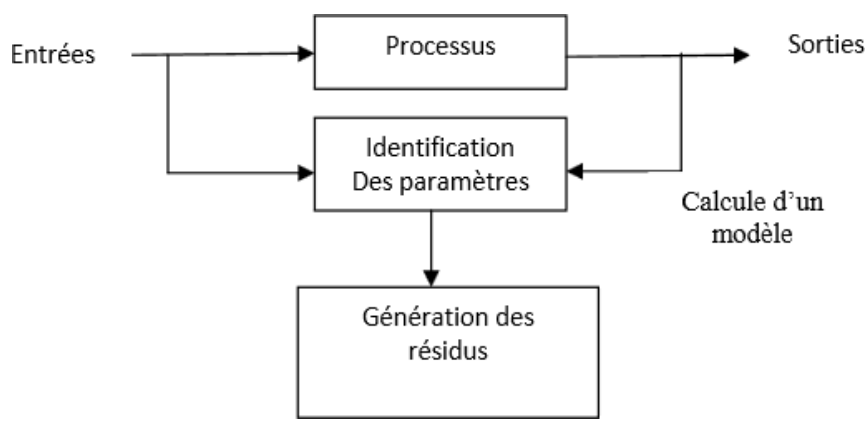 Entrées
Processus
Sorties
Identification
Des paramètres
Calcule d'un
modèle
Génération des
résidus